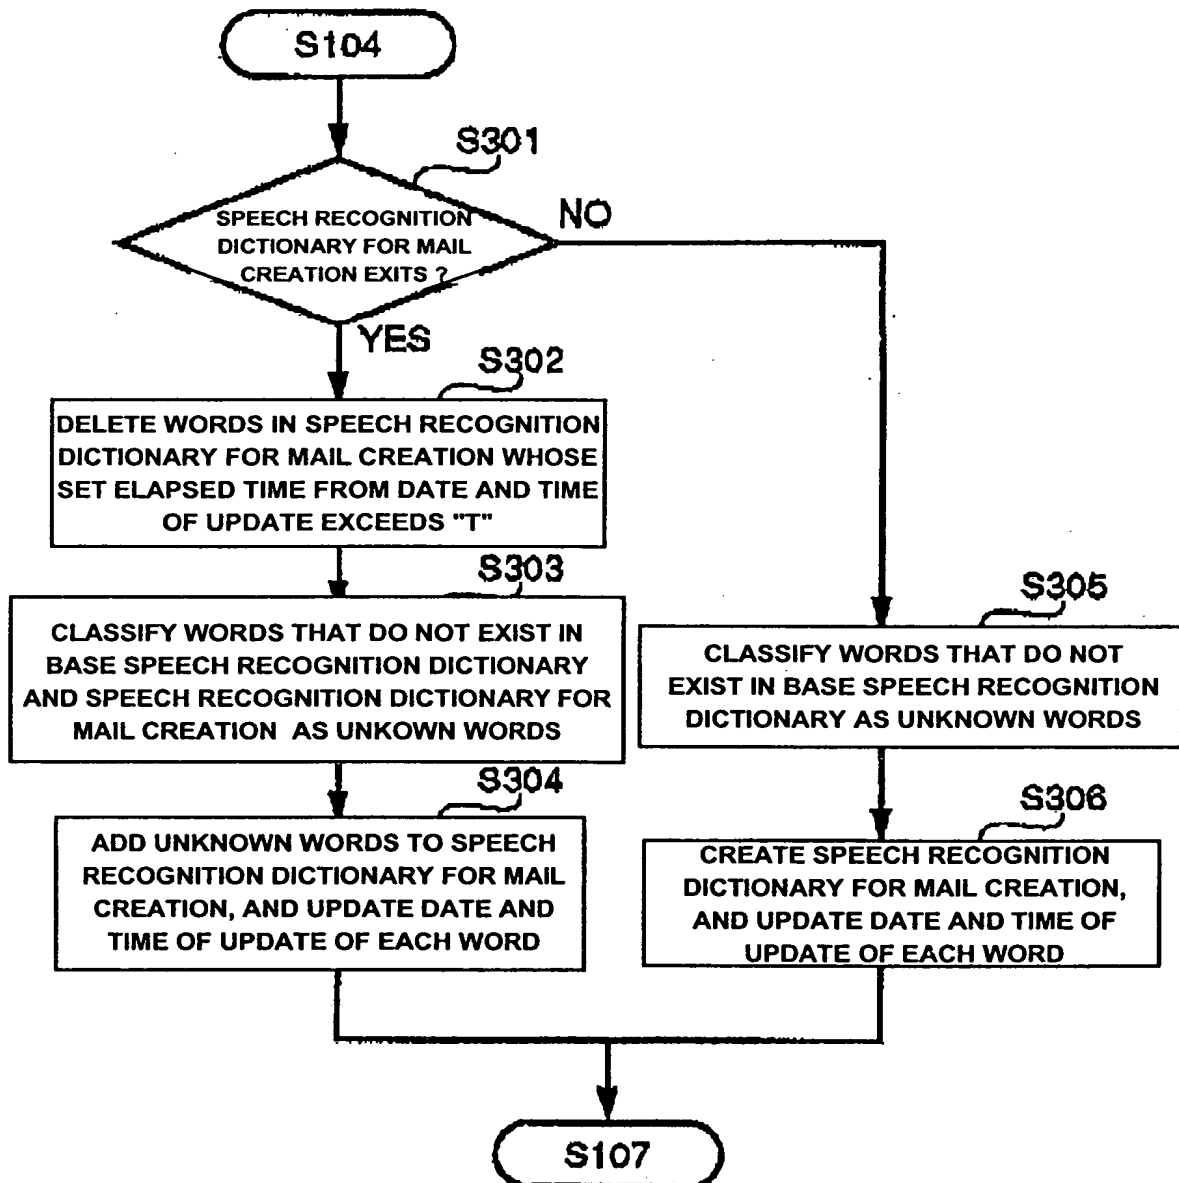 S104
S301
SPEECH RECOGNITION
DICTIONARY FOR MAIL
CREATION EXITS ?
NO
YES
S302
DELETE WORDS IN SPEECH RECOGNITION
DICTIONARY FOR MAIL CREATION WHOSE
SET ELAPSED TIME FROM DATE AND TIME
OF UPDATE EXCEEDS "T"
S303
CLASSIFY WORDS THAT DO NOT EXIST IN
BASE SPEECH RECOGNITION DICTIONARY
AND SPEECH RECOGNITION DICTIONARY FOR
MAIL CREATION AS UNKOWN WORDS
S304
ADD UNKNOWN WORDS TO SPEECH
RECOGNITION DICTIONARY FOR MAIL
CREATION, AND UPDATE DATE AND
TIME OF UPDATE OF EACH WORD
S305
CLASSIFY WORDS THAT DO NOT
EXIST IN BASE SPEECH RECOGNITION
DICTIONARY AS UNKNOWN WORDS
S306
CREATE SPEECH RECOGNITION
DICTIONARY FOR MAIL CREATION,
AND UPDATE DATE AND TIME OF
UPDATE OF EACH WORD
S107